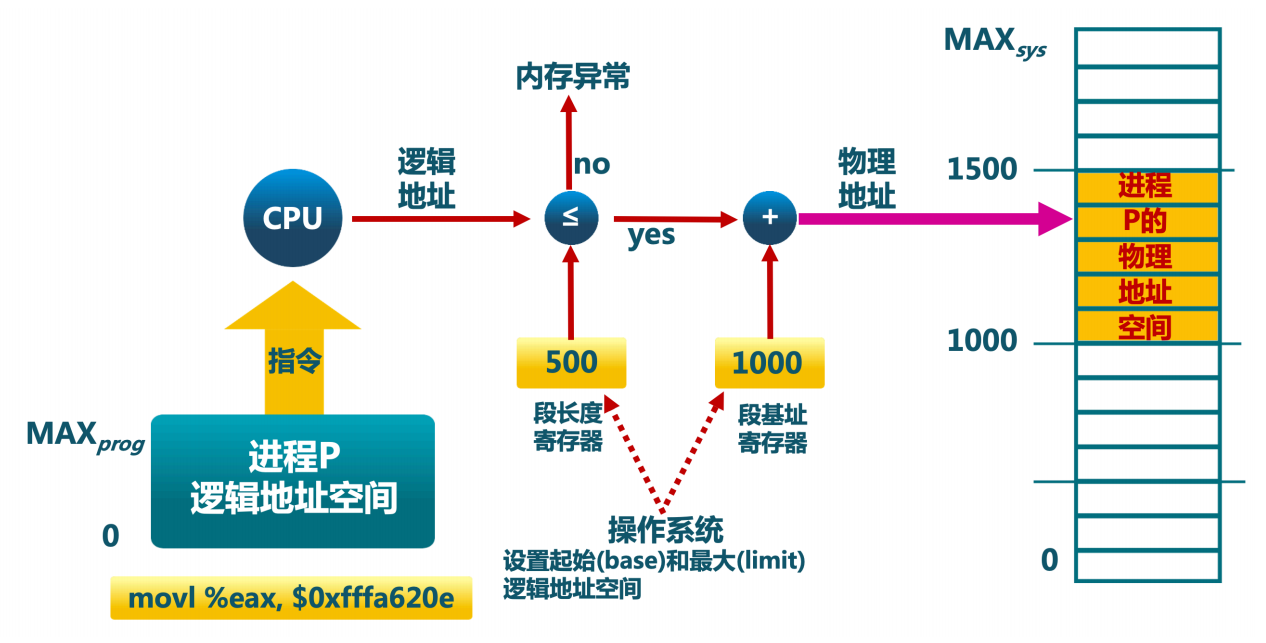 MAXsys
内存异常
no
逻辑
地址
物理
地址
CPU
≤
yes
+
1500
进程
P的
物理
地址
空间
1000
0
指令
500
1000
段长度
寄存器
段基址
寄存器
MAXprog
进程P
逻辑地址空间
0
操作系统
设置起始(base)和最大(limit)
逻辑地址空间
movl %eax, $0xfffa620e